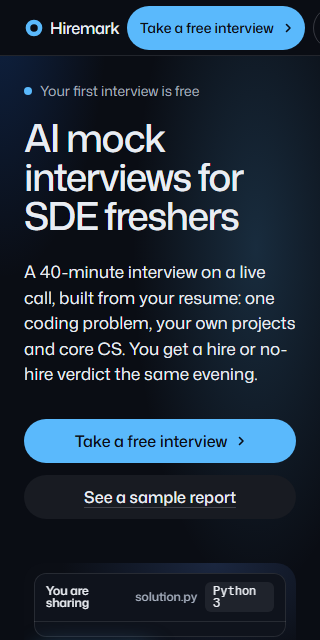 Hiremark
Take a free interview
Your first interview is free
AI mock
interviews for
SDE freshers
A 40-minute interview on a live
call, built from your resume: one
coding problem, your own projects
and core CS. You get a hire or no-
hire verdict the same evening.
Take a free interview
See a sample report
You are
sharing
solution.py
Python
3